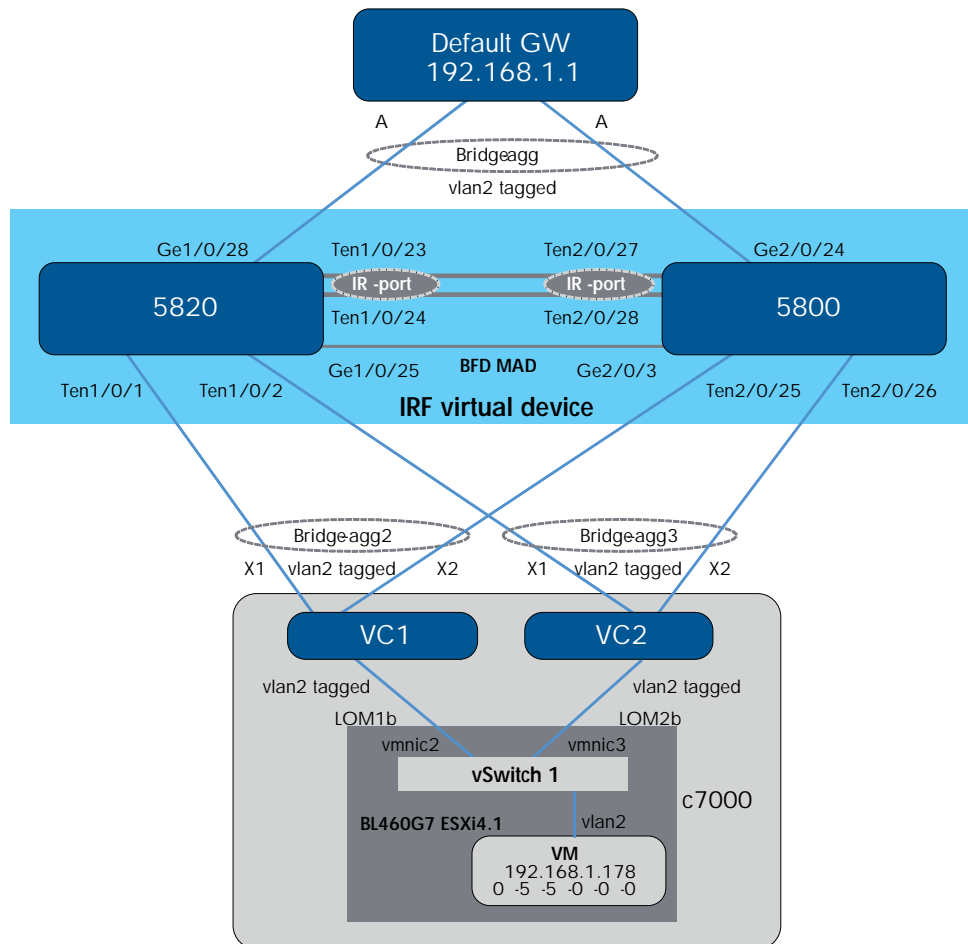 Default GW
192.168.1.1
A A
Bridgeagg
vlan2 tagged
Ge1/0/28 Ten1/0/23 Ten2/0/27 Ge2/0/24
5820 IR -port IR -port 5800
Ten1/0/24 Ten2/0/28
Ge1/0/25 BFD MAD Ge2/0/3
Ten1/0/1 Ten1/0/2 Ten2/0/25 Ten2/0/26
IRF virtual device
Bridge-agg2 Bridge-agg3
X1 vlan2 tagged X2 X1 vlan2 tagged X2
VC1 VC2
vlan2 tagged vlan2 tagged
LOM1b LOM2b
vmnic2 vmnic3
vSwitch 1
c7000
BL460G7 ESXi4.1 vlan2
VM
192.168.1.178
0 -5 -5 -0 -0 -0